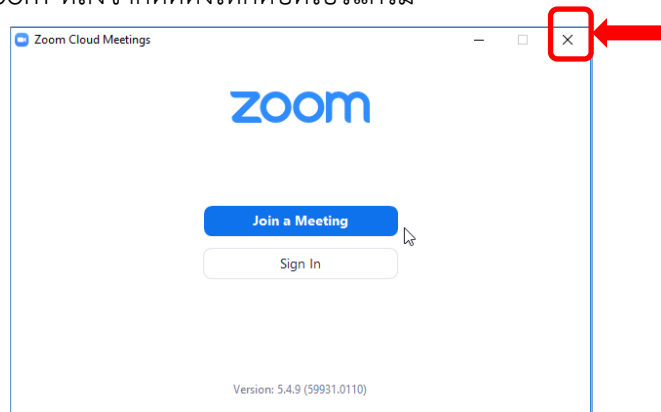 Zoom Cloud Meetings
zoom
Join a Meeting
Sign In
Version: 5.4.9 (59931.0110)